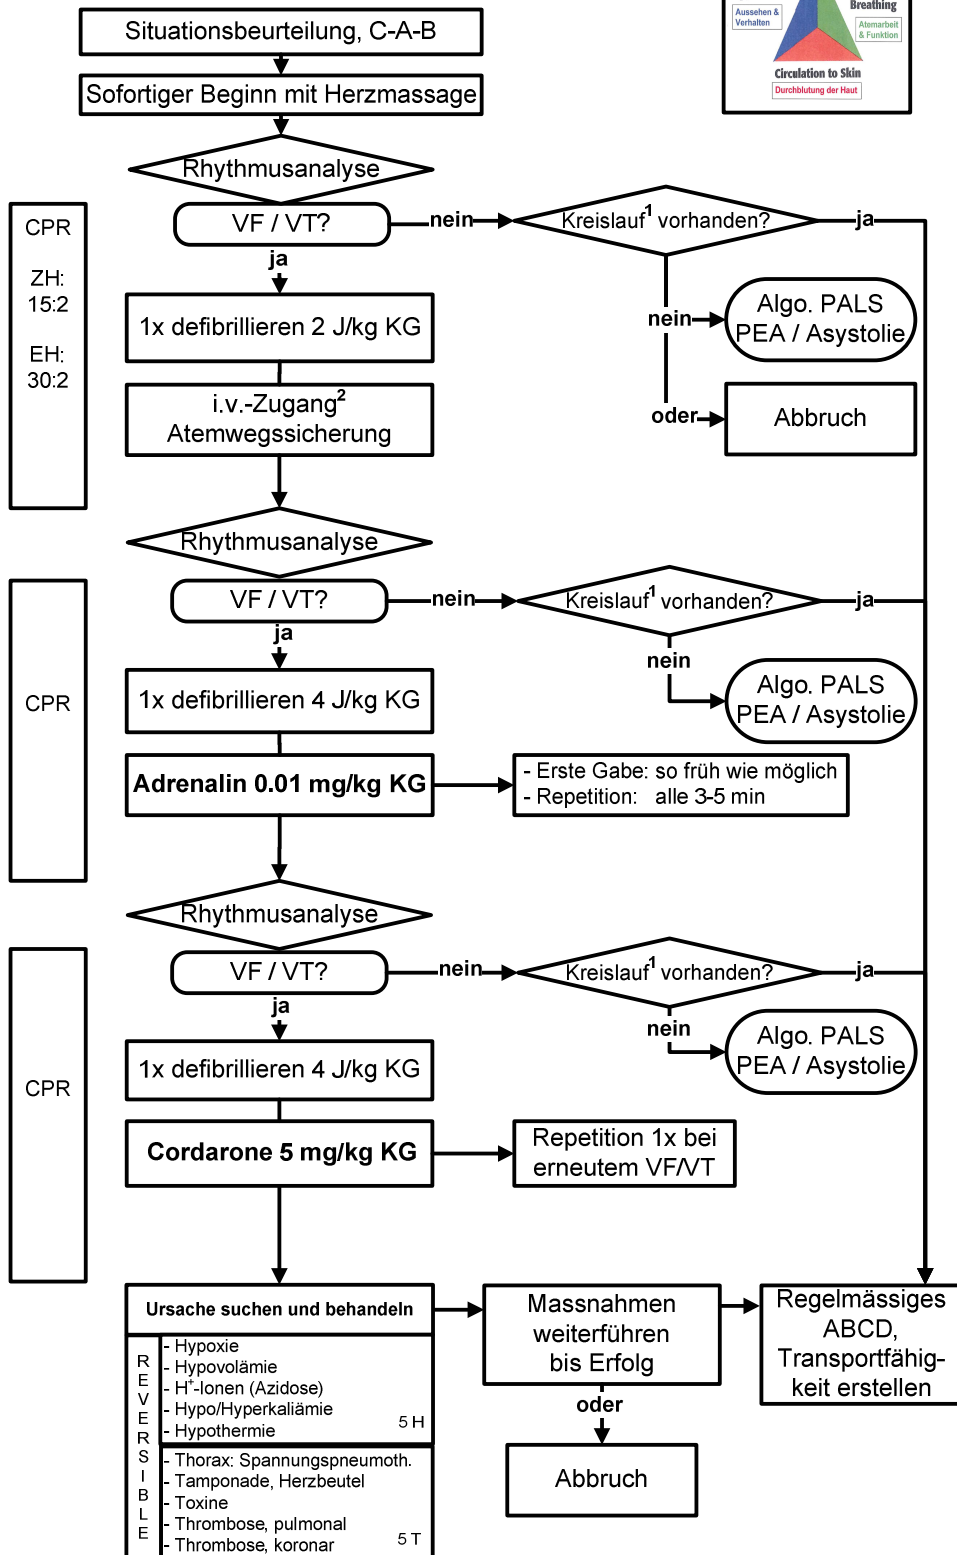 Situationsbeurteilung, C-A-B
Aussehen &
Verhalten
Breathing
Atemarbeit
& Funktion
Circulation to Skin
Durchblutung der Haut
Sofortiger Beginn mit Herzmassage
Rhythmusanalyse
CPR
ZH:
15:2
EH:
30:2
VF / VT?
nein
Kreislauf¹ vorhanden?
ja
ja
1x defibrillieren 2 J/kg KG
nein
Algo. PALS
PEA / Asystolie
i.v.-Zugang²
Atemwegssicherung
oder
Abbruch
Rhythmusanalyse
CPR
VF / VT?
nein
Kreislauf¹ vorhanden?
ja
ja
1x defibrillieren 4 J/kg KG
nein
Algo. PALS
PEA / Asystolie
Adrenalin 0.01 mg/kg KG
- Erste Gabe: so früh wie möglich
- Repetition: alle 3-5 min
Rhythmusanalyse
CPR
VF / VT?
nein
Kreislauf¹ vorhanden?
ja
ja
1x defibrillieren 4 J/kg KG
nein
Algo. PALS
PEA / Asystolie
Cordarone 5 mg/kg KG
Repetition 1x bei
erneutem VF/VT
Ursache suchen und behandeln
REVERSIBLE
- Hypoxie
- Hypovolämie
- H⁺-Ionen (Azidose)
- Hypo/Hyperkaliämie
- Hypothermie
5 H
- Thorax: Spannungspneumoth.
- Tamponade, Herzbeutel
- Toxine
- Thrombose, pulmonal
- Thrombose, koronar
5 T
Massnahmen
weiterführen
bis Erfolg
oder
Abbruch
Regelmässiges
ABCD,
Transportfähig-
keit erstellen